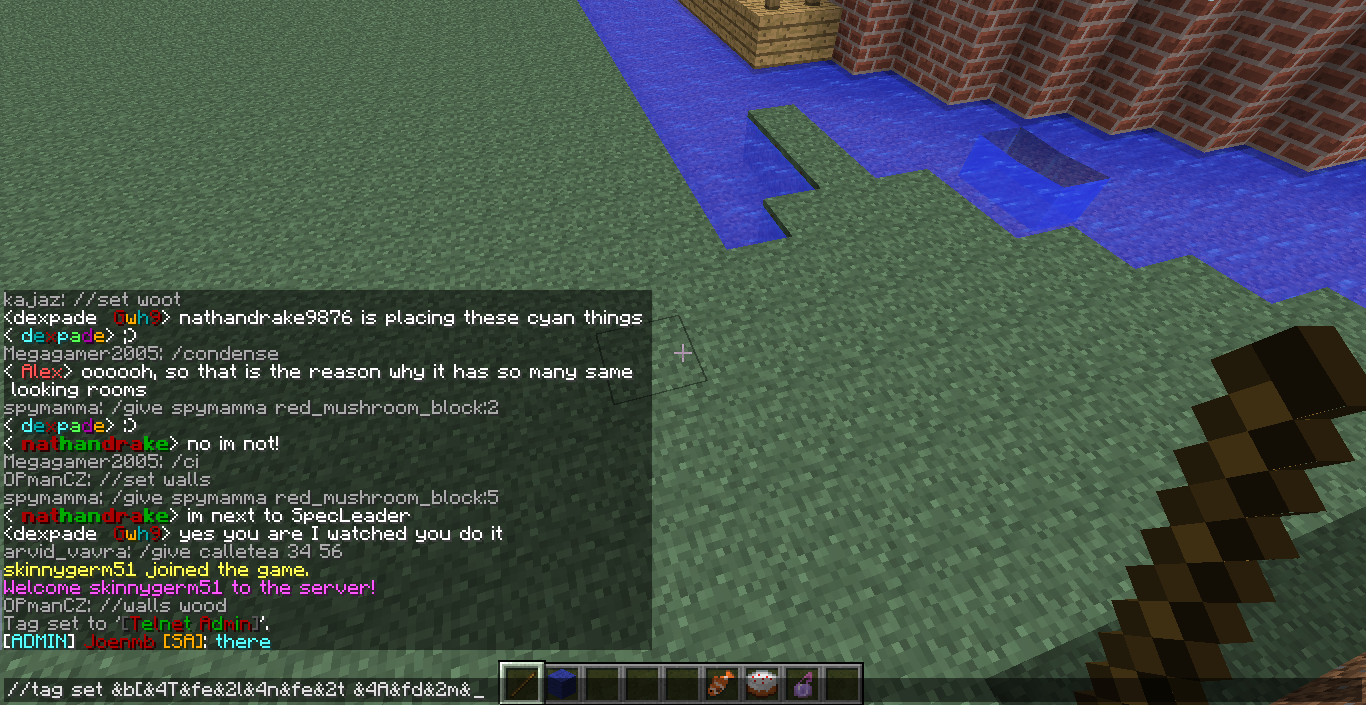 kajaz: //set woot
<dexpade Gwh9> nathandrake9876 is placing these cyan things
< dexpade> ;)
Megagamer2005: /condense
< Alex> oooooh, so that is the reason why it has so many same
looking rooms
spymamma: /give spymamma red_mushroom_block:2
< dexpade> :)
< nathandrake> no im not!
Megagamer2005: /ci
OPmanCZ: //set walls
spymamma: /give spymamma red_mushroom_block:5
< nathandrake> im next to SpecLeader
<dexpade Gwh9> yes you are I watched you do it
arvid_vavra: /give calletea 34 56
skinnygerm51 joined the game.
Welcome skinnygerm51 to the server!
OPmanCZ: //walls wood
Tag set to '[Telnet Admin]'.
[ADMIN] Joenmb [SA]: there
//tag set &b[&4T&fe&2l&4n&fe&2t &4A&fd&2m&_